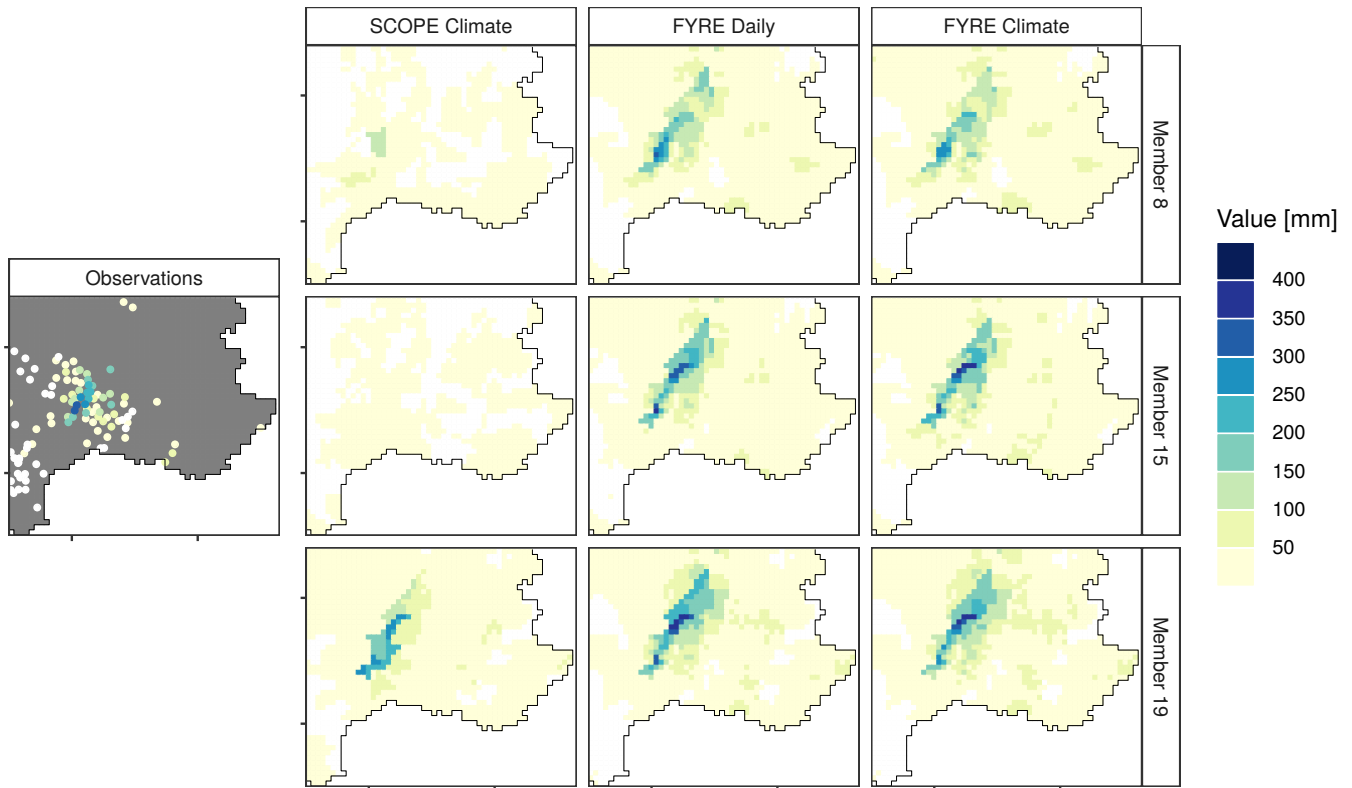 SCOPE Climate
FYRE Daily
FYRE Climate
Member 8
Observations
Member 15
Member 19
Value [mm]
400
350
300
250
200
150
100
50